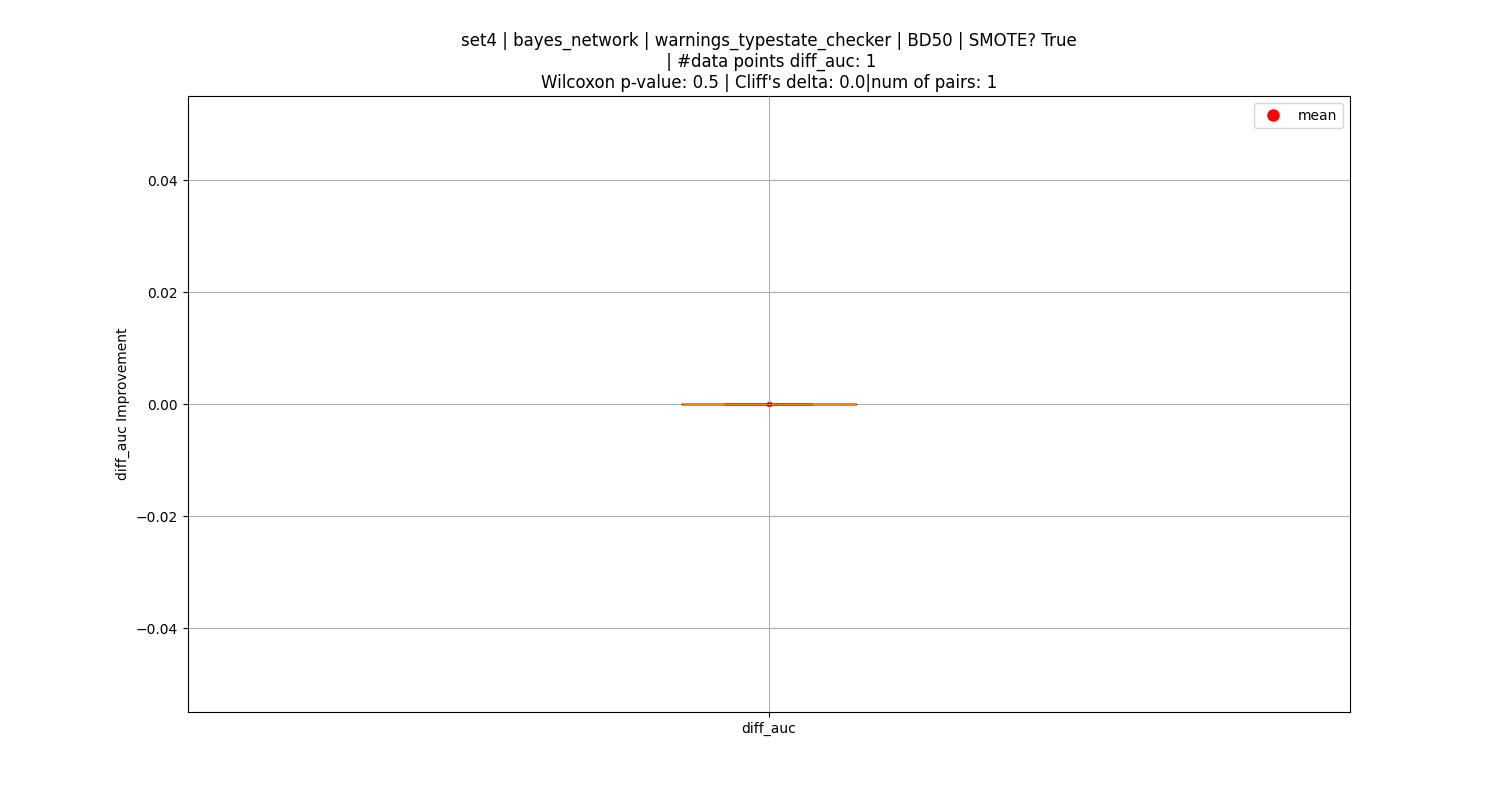 set4 | bayes_network | warnings_typestate_checker | BD50 | SMOTE? True
| #data points diff_auc: 1
Wilcoxon p-value: 0.5 | Cliff's delta: 0.0|num of pairs: 1
mean
0.04
0.02
0.00
−0.02
−0.04
diff_auc Improvement
diff_auc